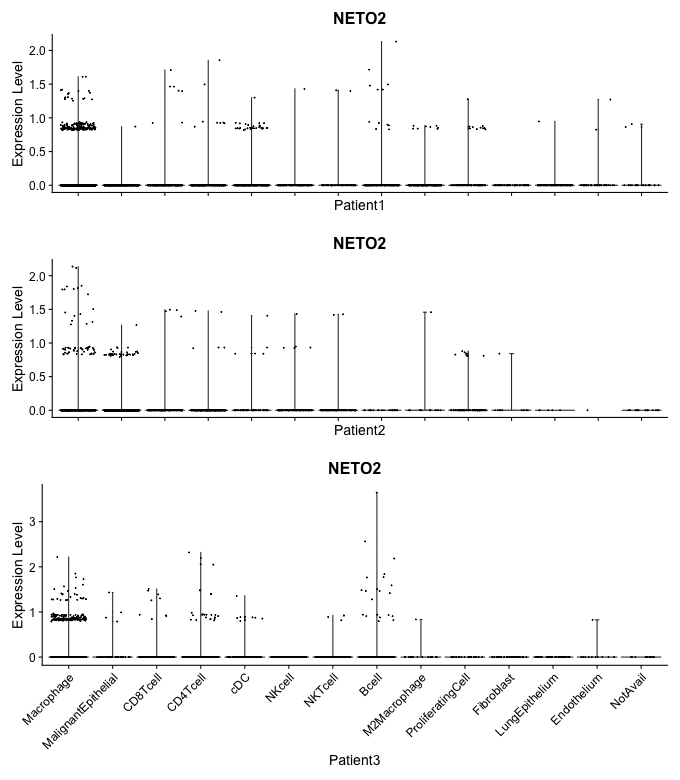 NETO2
2.0
1.5
1.0
0.5
0.0
Expression Level
Patient1
NETO2
2.0
1.5
1.0
0.5
0.0
Expression Level
Patient2
NETO2
3
2
1
0
Expression Level
Macrophage
MalignantEpithelial
CD8Tcell
CD4Tcell
cDC
NKcell
NKTcell
Bcell
M2Macrophage
ProliferatingCell
Fibroblast
LungEpithelium
Endothelium
NotAvail
Patient3